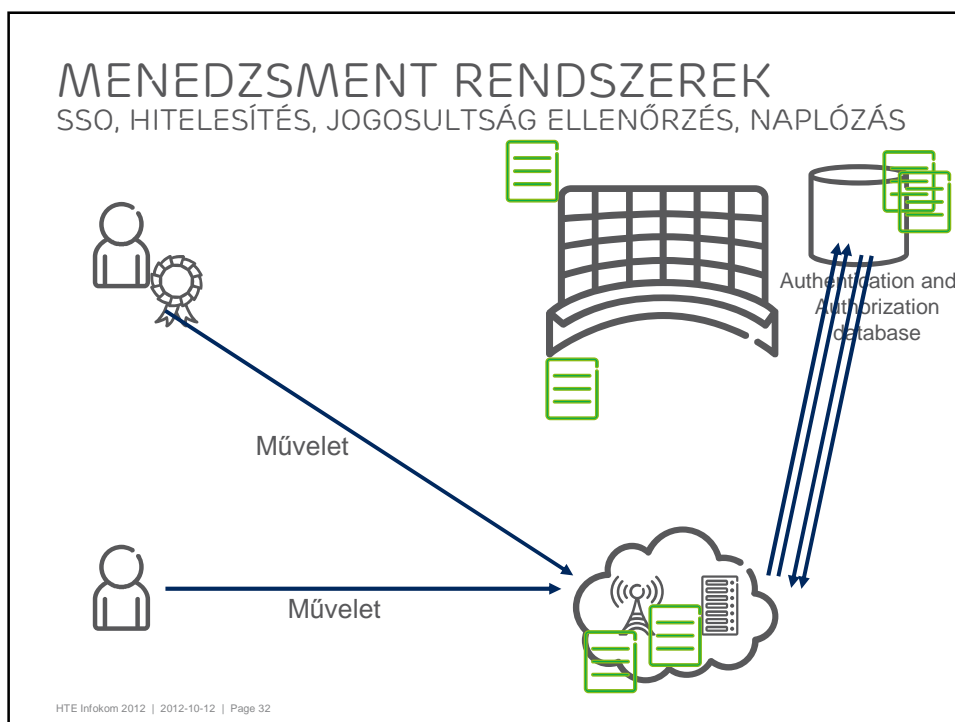 MENEDZSMENT RENDSZEREK
SSO, HITELESÍTÉS, JOGOSULTSÁG ELLENŐRZÉS, NAPLÓZÁS
Authentication and
Authorization
database
Művelet
Művelet
HTE Infokom 2012 | 2012-10-12 | Page 32